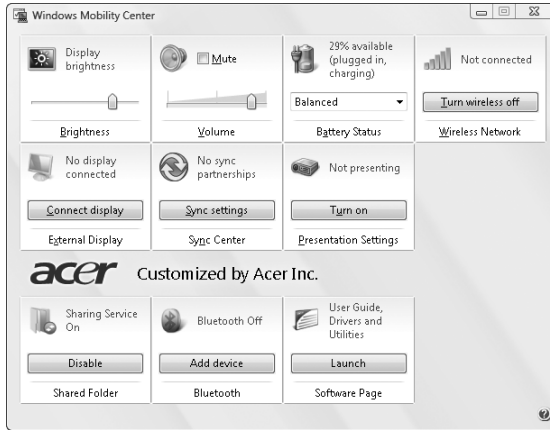 Windows Mobility Center
Display
brightness
Brightness
Mute
Volume
29% available
(plugged in,
charging)
Balanced
Battery Status
Not connected
Turn wireless off
Wireless Network
No display
connected
Connect display
External Display
No sync
partnerships
Sync settings
Sync Center
Not presenting
Turn on
Presentation Settings
acer Customized by Acer Inc.
Sharing Service
On
Disable
Shared Folder
Bluetooth Off
Add device
Bluetooth
User Guide,
Drivers and
Utilities
Launch
Software Page